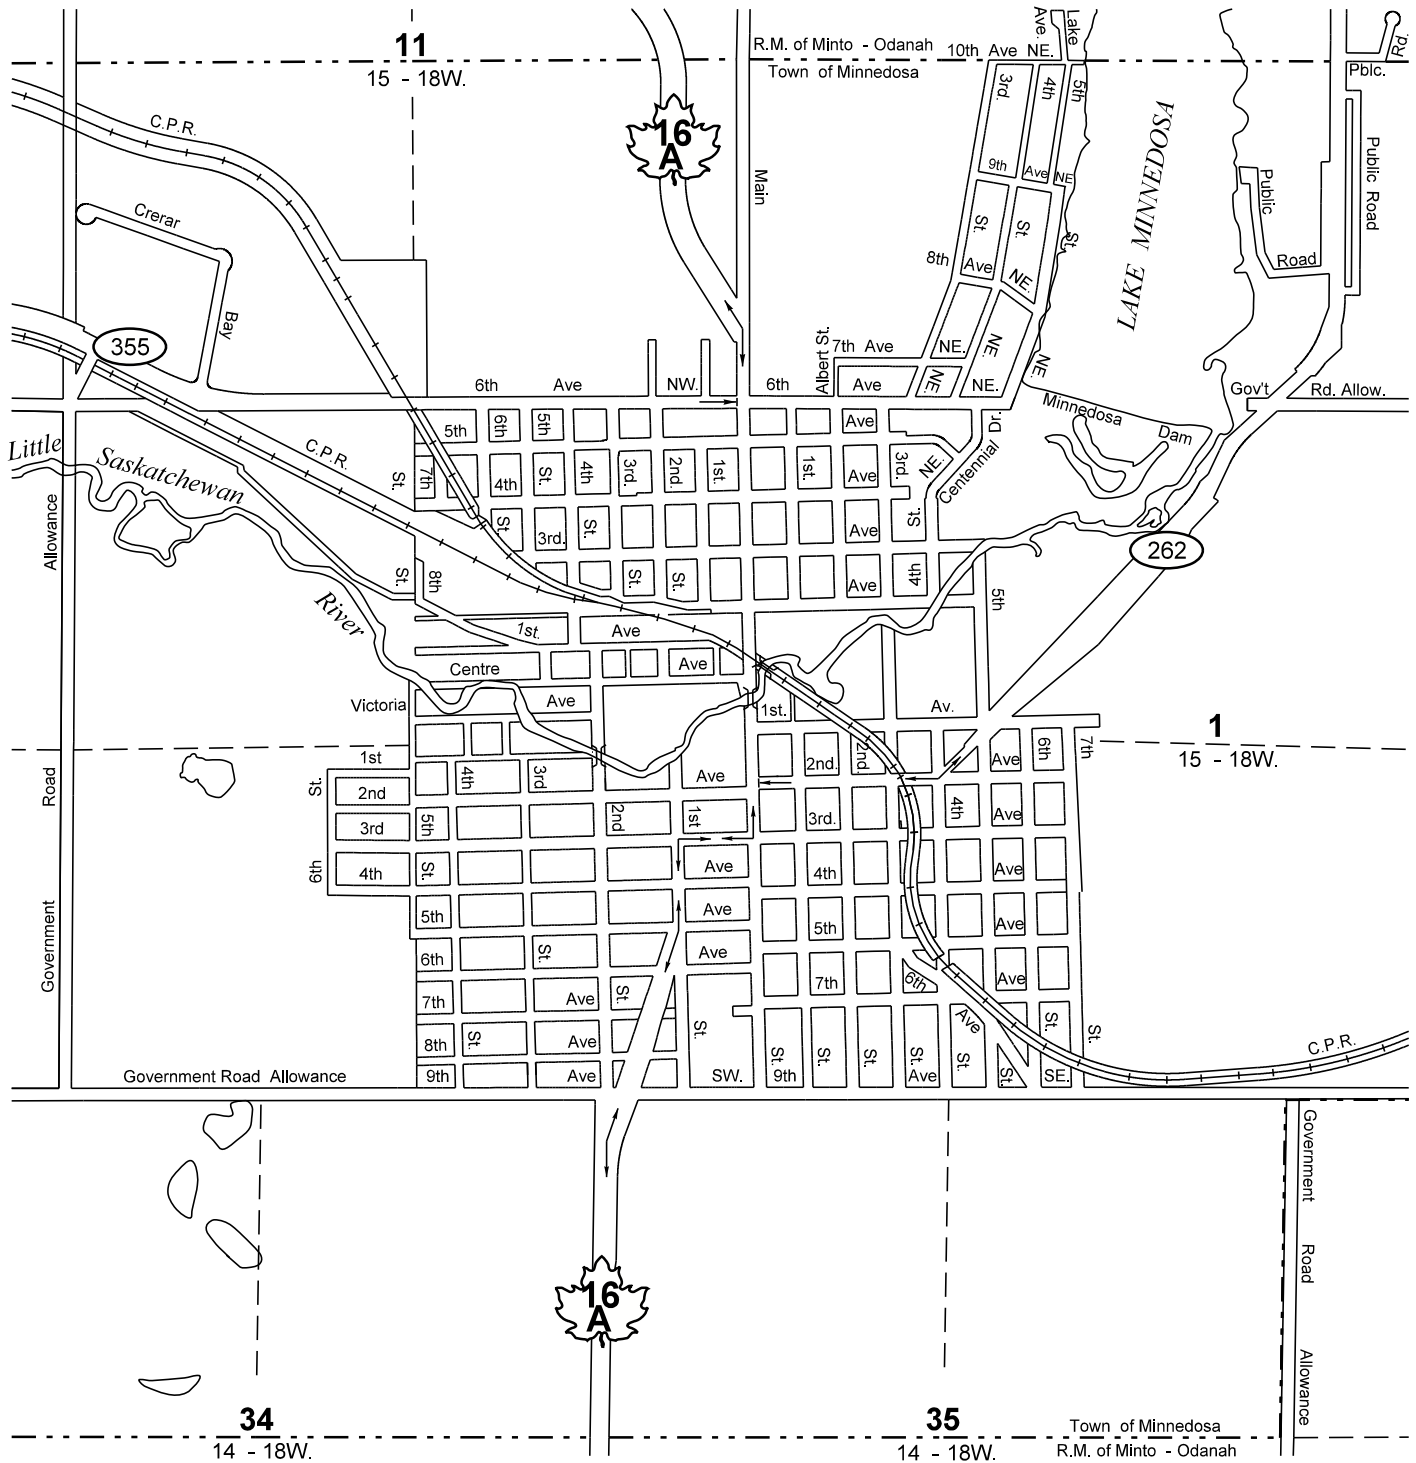 11
15 - 18W.
R.M. of Minto - Odanah
Town of Minnedosa
10th Ave NE.
Lake
Ave.
Rd.
Pblc.
16
A
C.P.R.
Main
3rd.
4th
5th
9th Ave NE
LAKE MINNEDOSA
Public Road
Public
Road
Crerar
Bay
St.
St.
St.
8th Ave NE.
355
7th Ave NE.
Albert St.
NE.
NE.
NE.
6th Ave NW.
6th Ave NE.
Gov't Rd. Allow.
Minnedosa Dam
Centennial Dr.
5th
6th
5th
Ave
Little
Saskatchewan
River
C.P.R.
St.
7th
4th
St.
4th
3rd.
2nd.
1st.
1st.
Ave
3rd.
NE.
Allowance
St.
3rd.
St.
Ave
St.
262
St.
8th
St.
St.
Ave
4th
5th
1st. Ave
Centre Ave
Victoria Ave
1st.
Av.
1
15 - 18W.
1st
4th
3rd
Ave
2nd.
2nd.
Ave
6th
7th
Road
St.
2nd
3rd
5th
2nd
1st
3rd.
4th
Ave
6th
4th
St.
Ave
4th
Ave
Government
5th
Ave
5th
Ave
6th
St.
Ave
7th
6th
Ave
7th
Ave
St.
Ave
St.
St.
8th
St.
Ave
St.
St.
St.
St.
St.
St.
C.P.R.
Government Road Allowance
9th
Ave
SW.
9th
Ave
St.
SE.
16
A
Government Road Allowance
34
14 - 18W.
35
14 - 18W.
Town of Minnedosa
R.M. of Minto - Odanah